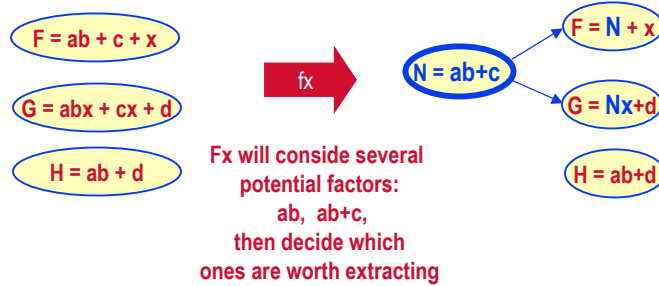 F = ab + c + x
G = abx + cx + d
H = ab + d
fx
Fx will conside several
potential factors:
ab, ab+c,
then decide which
ones are worth extracting
N = ab+c
F = N + x
G = Nx+d
H = ab+d